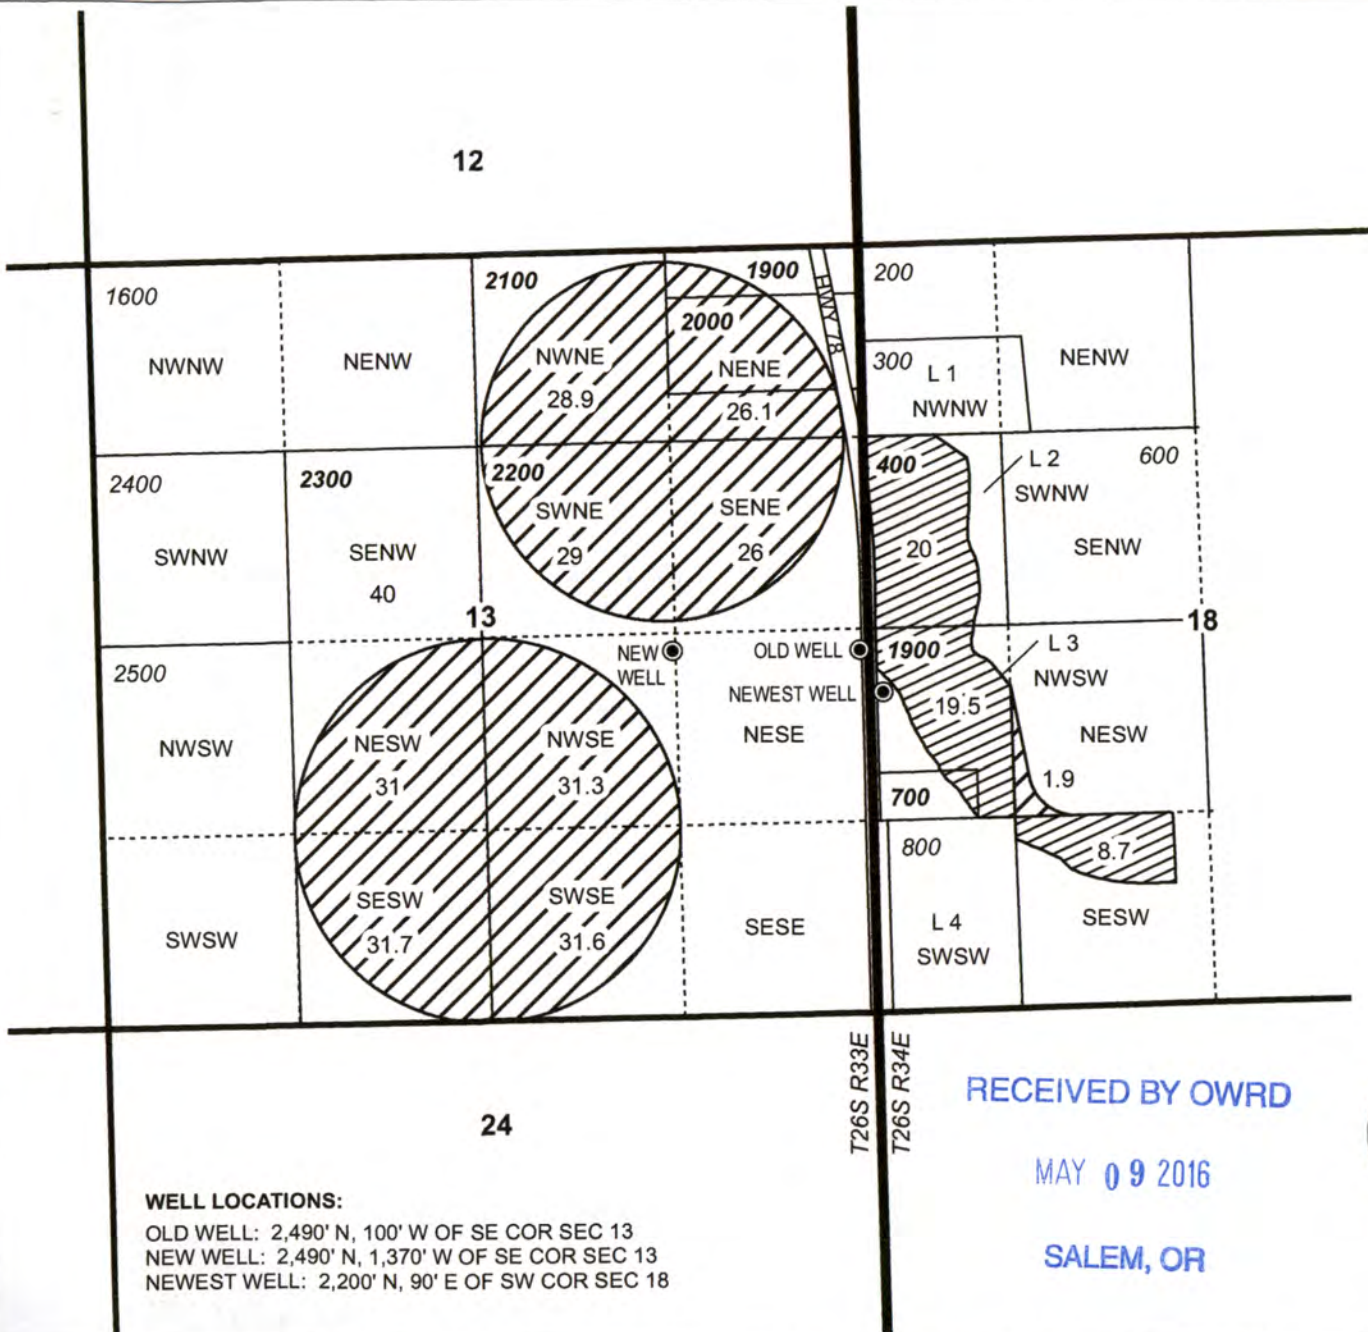 12
1600
NWNW
NENW
2100
NWNE
28.9
1900
2000
NENE
26.1
HWY 78
200
300
L 1
NWNW
NENW
2400
SWNW
2300
SENW
40
2200
SWNE
29
SENE
26
400
20
L 2
SWNW
600
SENW
13
18
2500
NWSW
NESW
31
NWSE
31.3
NEW
WELL
OLD WELL
NEWEST WELL
NESE
1900
19.5
L 3
NWSW
NESW
1.9
700
SWSW
SESW
31.7
SWSE
31.6
SESE
800
L 4
SWSW
8.7
SESW
24
T26S R33E
T26S R34E
RECEIVED BY OWRD
MAY 09 2016
SALEM, OR
WELL LOCATIONS:
OLD WELL: 2,490' N, 100' W OF SE COR SEC 13
NEW WELL: 2,490' N, 1,370' W OF SE COR SEC 13
NEWEST WELL: 2,200' N, 90' E OF SW COR SEC 18